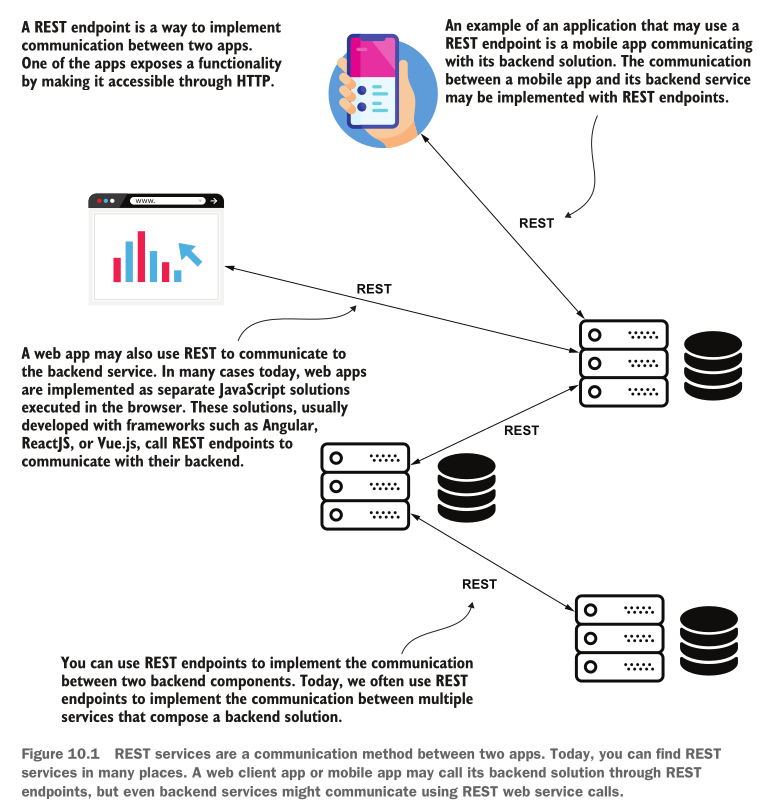 A REST endpoint is a way to implement
communication between two apps.
One of the apps exposes a functionality
by making it accessible through HTTP.
An example of an application that may use a
REST endpoint is a mobile app communicating
with its backend solution. The communication
between a mobile app and its backend service
may be implemented with REST endpoints.
www.
REST
REST
A web app may also use REST to communicate to
the backend service. In many cases today, web apps
are implemented as separate JavaScript solutions
executed in the browser. These solutions, usually
developed with frameworks such as Angular,
ReactJS, or Vue.js, call REST endpoints to
communicate with their backend.
REST
REST
You can use REST endpoints to implement the communication
between two backend components. Today, we often use REST
endpoints to implement the communication between multiple
services that compose a backend solution.
Figure 10.1 REST services are a communication method between two apps. Today, you can find REST
services in many places. A web client app or mobile app may call its backend solution through REST
endpoints, but even backend services might communicate using REST web service calls.